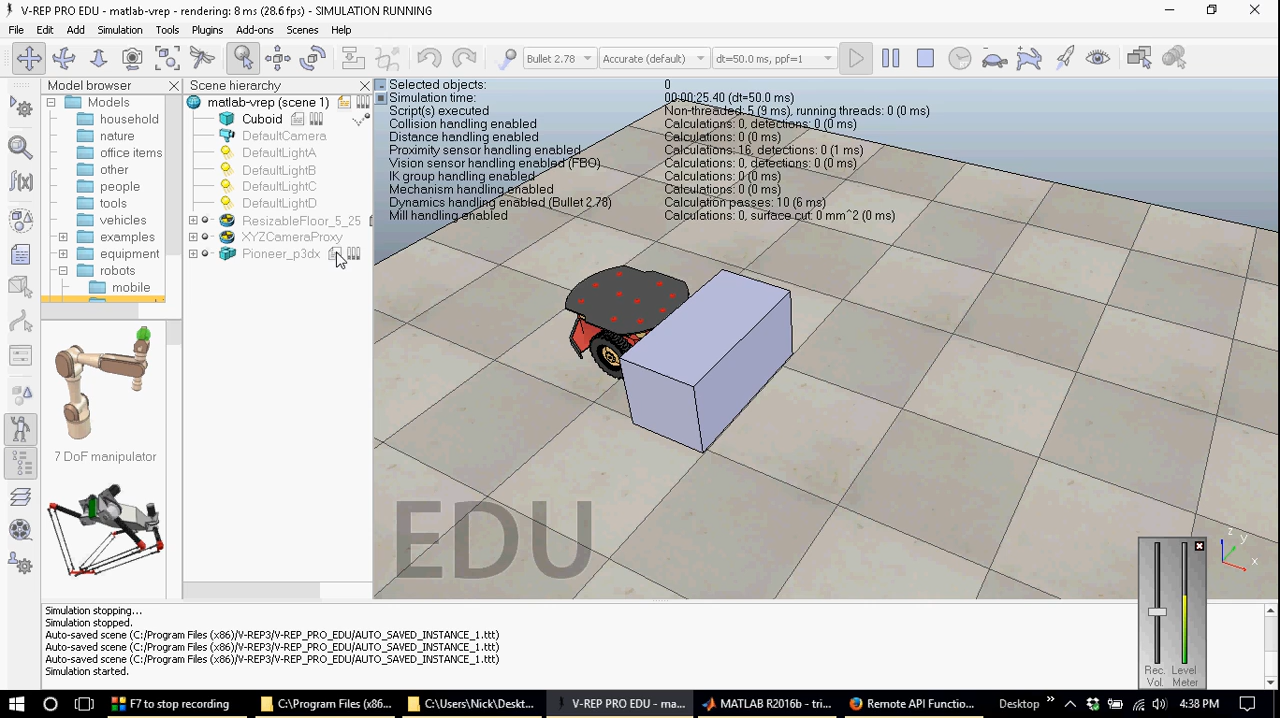 V-REP PRO EDU - matlab-vrep - rendering: 8 ms (28.6 fps) - SIMULATION RUNNING
File Edit Add Simulation Tools Plugins Add-ons Scenes Help
Bullet 2.78 Accurate (default) dt=50.0 ms, ppf=1
Model browser
Models
household
nature
office items
other
people
tools
vehicles
examples
equipment
robots
mobile
7 DoF manipulator
Scene hierarchy
matlab-vrep (scene 1)
Cuboid
DefaultCamera
DefaultLightA
DefaultLightB
DefaultLightC
DefaultLightD
ResizableFloor_5_25
XYZCameraProxy
Pioneer_p3dx
Selected objects: 0
Simulation time: 00:00:25.40 (dt=50.0 ms)
Script(s) executed Non-threaded: 5 (9 ms), running threads: 0 (0 ms)
Collision handling enabled Calculations: 0, detections: 0 (0 ms)
Distance handling enabled Calculations: 0 (0 ms)
Proximity sensor handling enabled Calculations: 16, detections: 0 (1 ms)
Vision sensor handling enabled (FBO) Calculations: 0, detections: 0 (0 ms)
IK group handling enabled Calculations: 0 (0 ms)
Mechanism handling enabled Calculations: 0 (0 ms)
Dynamics handling enabled (Bullet 2.78) Calculation passes: 10 (6 ms)
Mill handling enabled Calculations: 0, surface cut: 0 mm^2 (0 ms)
EDU
z
y
x
Rec. Level
Vol. Meter
Simulation stopping...
Simulation stopped.
Auto-saved scene (C:/Program Files (x86)/V-REP3/V-REP_PRO_EDU/AUTO_SAVED_INSTANCE_1.ttt)
Auto-saved scene (C:/Program Files (x86)/V-REP3/V-REP_PRO_EDU/AUTO_SAVED_INSTANCE_1.ttt)
Auto-saved scene (C:/Program Files (x86)/V-REP3/V-REP_PRO_EDU/AUTO_SAVED_INSTANCE_1.ttt)
Simulation started.
F7 to stop recording C:\Program Files (x86... C:\Users\Nick\Deskt... V-REP PRO EDU - ma... MATLAB R2016b - tri... Remote API Functio... Desktop 4:38 PM